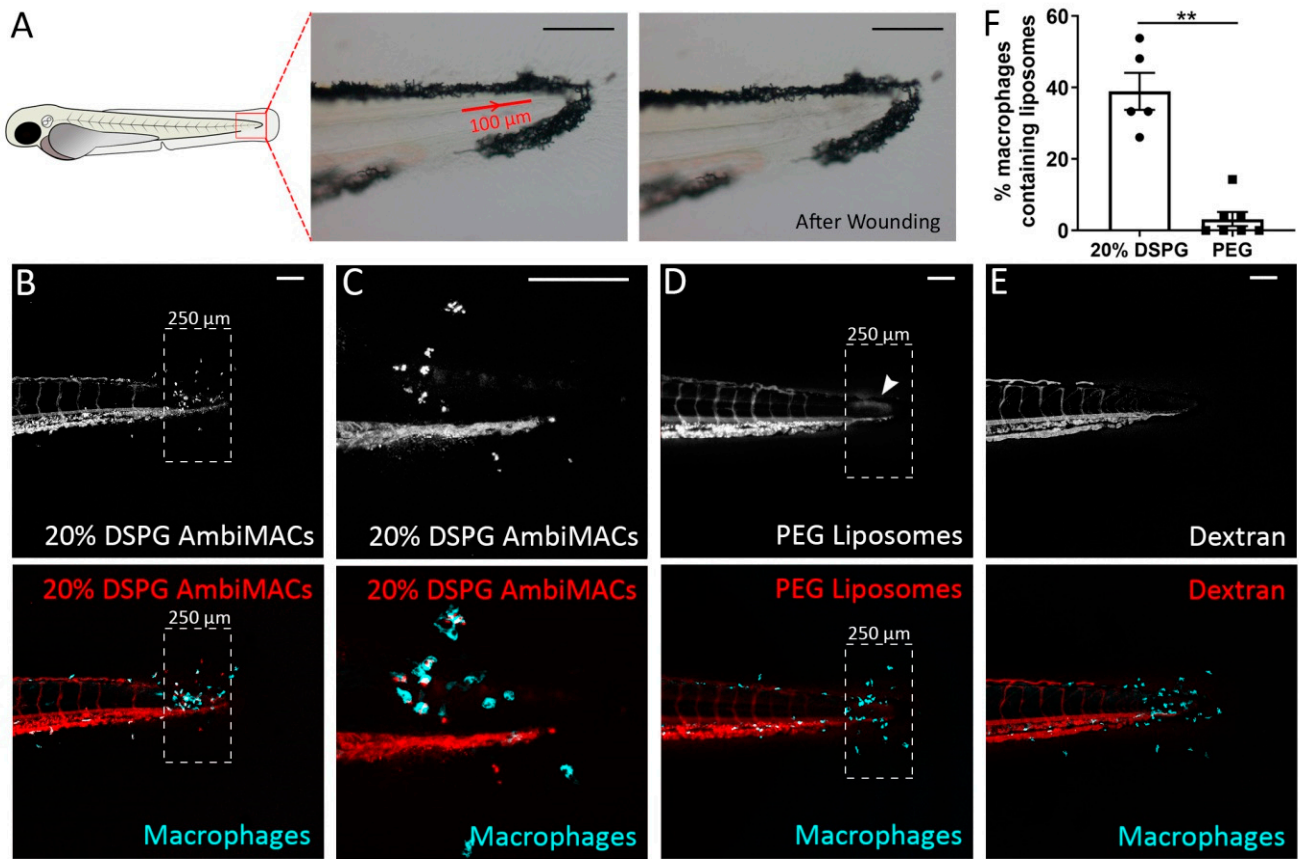 A
100 µm
After Wounding
F
% macrophages
containing liposomes
60
40
20
0
**
20% DSPG
PEG
B
250 µm
20% DSPG AmbiMACs
C
20% DSPG AmbiMACs
D
250 µm
PEG Liposomes
E
Dextran
20% DSPG AmbiMACs
250 µm
Macrophages
20% DSPG AmbiMACs
Macrophages
PEG Liposomes
250 µm
Macrophages
Dextran
Macrophages